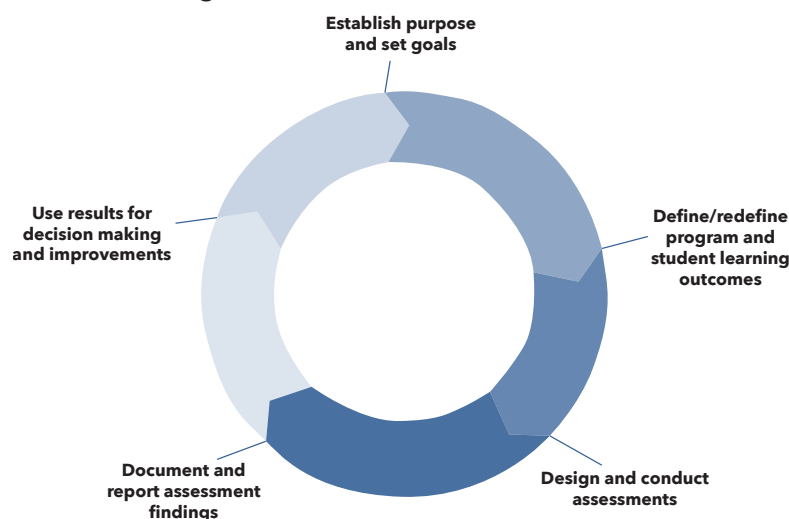 Establish purpose
and set goals
Define/redefine
program and
student learning
outcomes
Design and conduct
assessments
Document and
report assessment
findings
Use results for
decision making
and improvements